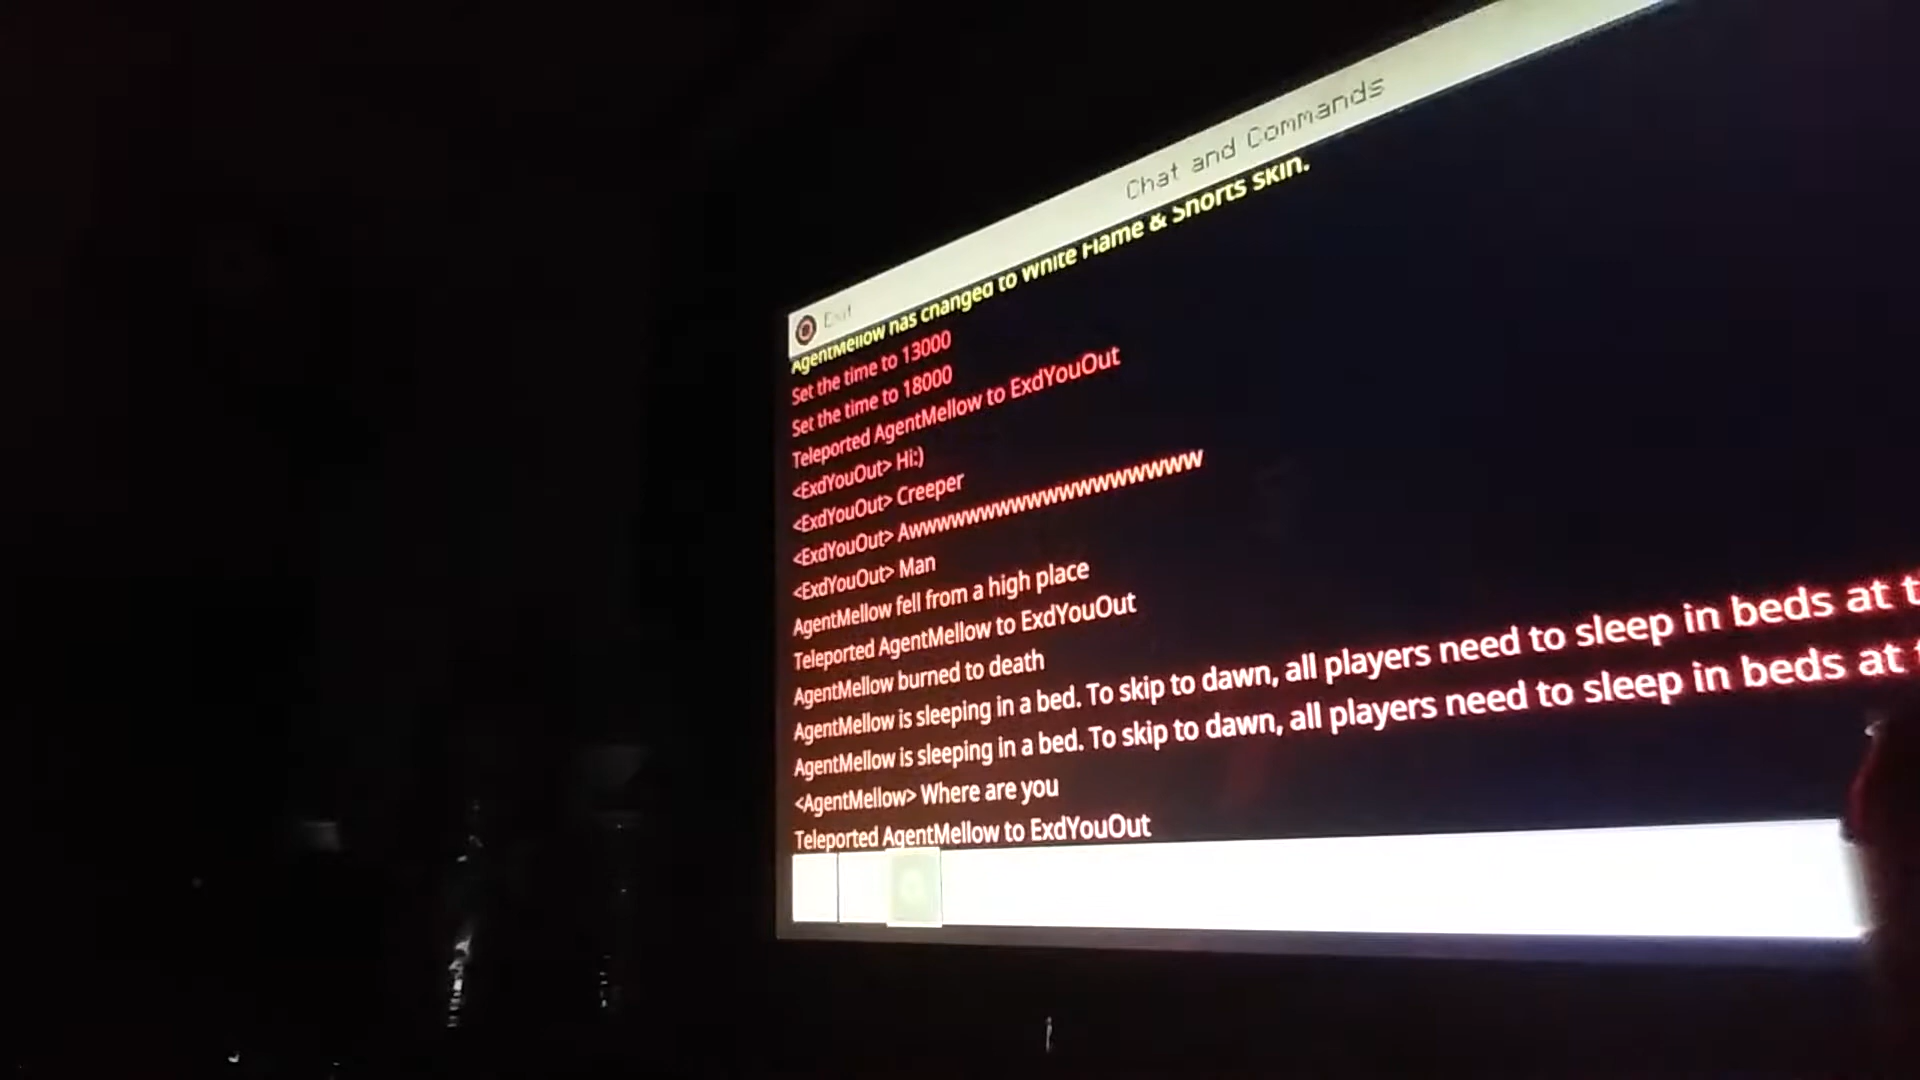 Chat and Commands
Exit
AgentMellow has changed to White Flame & Shorts skin.
Set the time to 13000
Set the time to 18000
Teleported AgentMellow to ExdYouOut
<ExdYouOut> Hi:)
<ExdYouOut> Creeper
<ExdYouOut> Awwwwwwwwwwwwwwwww
<ExdYouOut> Man
AgentMellow fell from a high place
Teleported AgentMellow to ExdYouOut
AgentMellow burned to death
AgentMellow is sleeping in a bed. To skip to dawn, all players need to sleep in beds at t
AgentMellow is sleeping in a bed. To skip to dawn, all players need to sleep in beds at
<AgentMellow> Where are you
Teleported AgentMellow to ExdYouOut